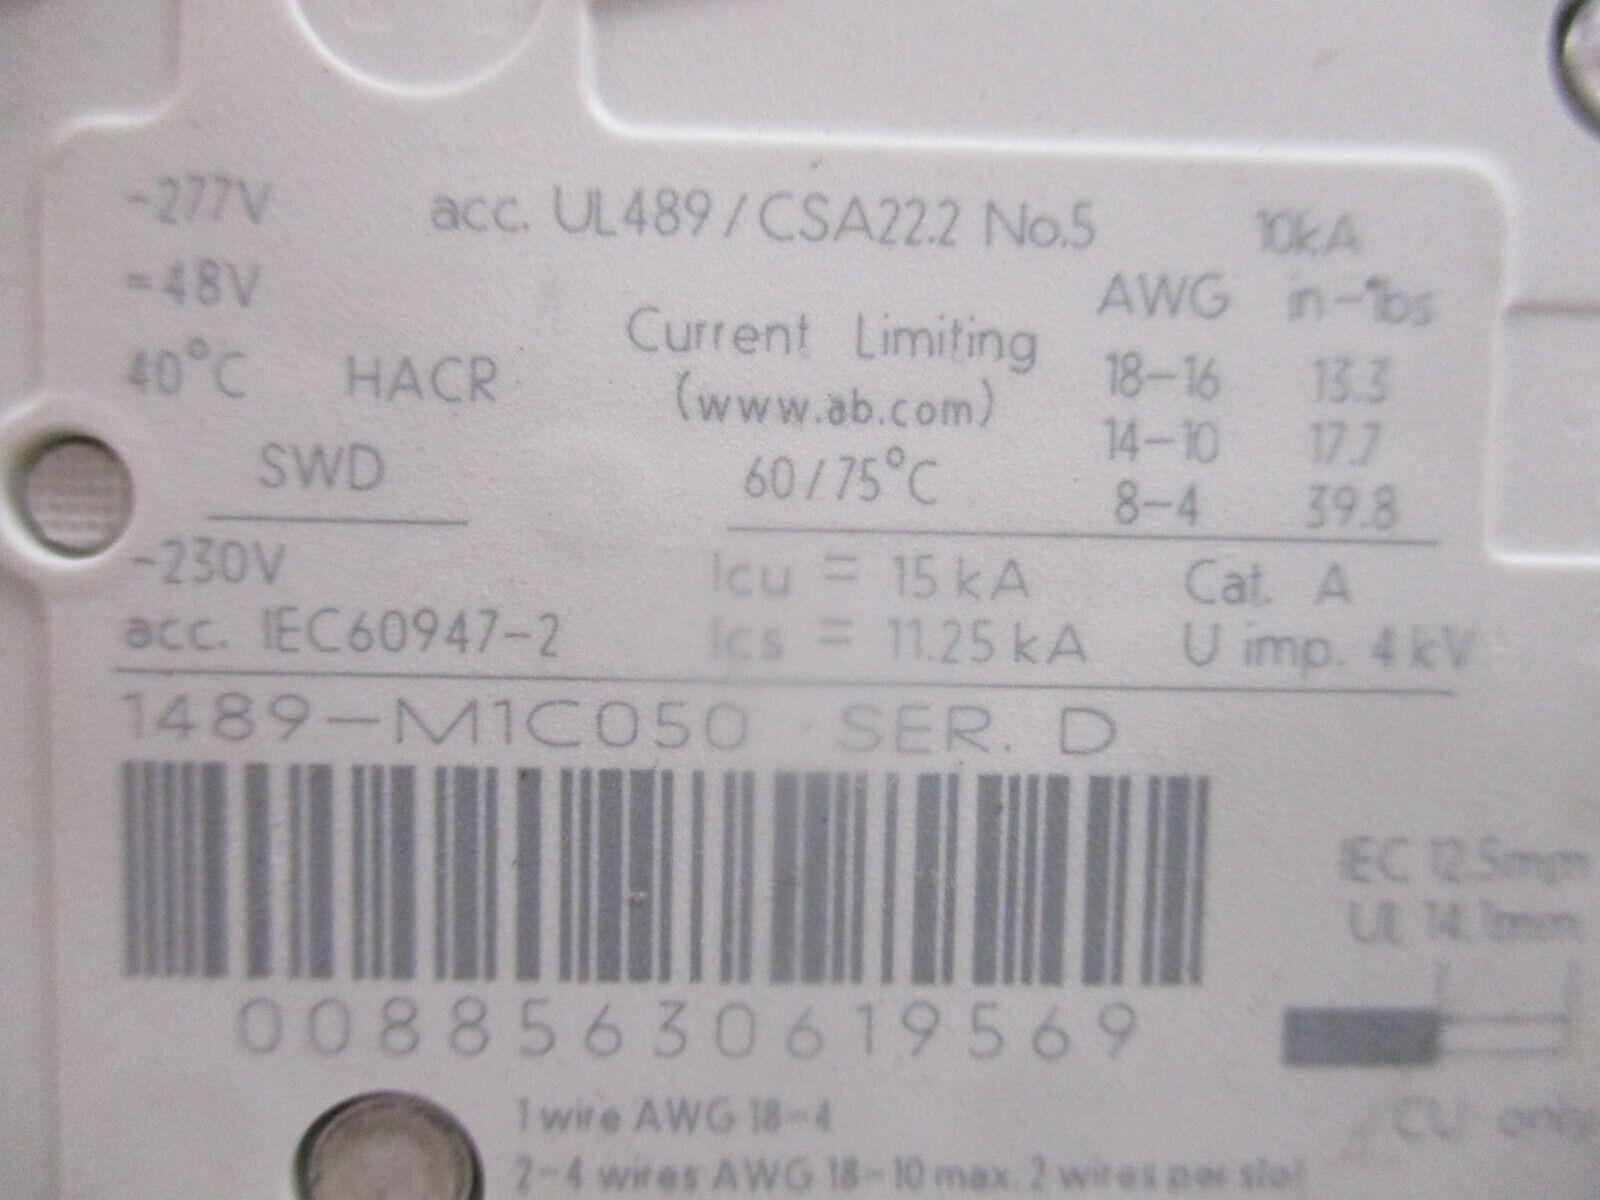 ~277V acc. UL489/CSA22.2 No.5 10kA
=48V AWG in-lbs
40°C HACR Current Limiting 18-16 13.3
(www.ab.com) 14-10 17.7
SWD 60/75°C 8-4 39.8
~230V Icu = 15 kA Cat. A
acc. IEC60947-2 Ics = 11.25 kA U imp. 4 kV
1489-M1C050 SER. D
IEC 12.5mm
UL 14.1mm
00885630619569
1 wire AWG 18-4 CU only
2-4 wires AWG 18-10 max. 2 wires per slot